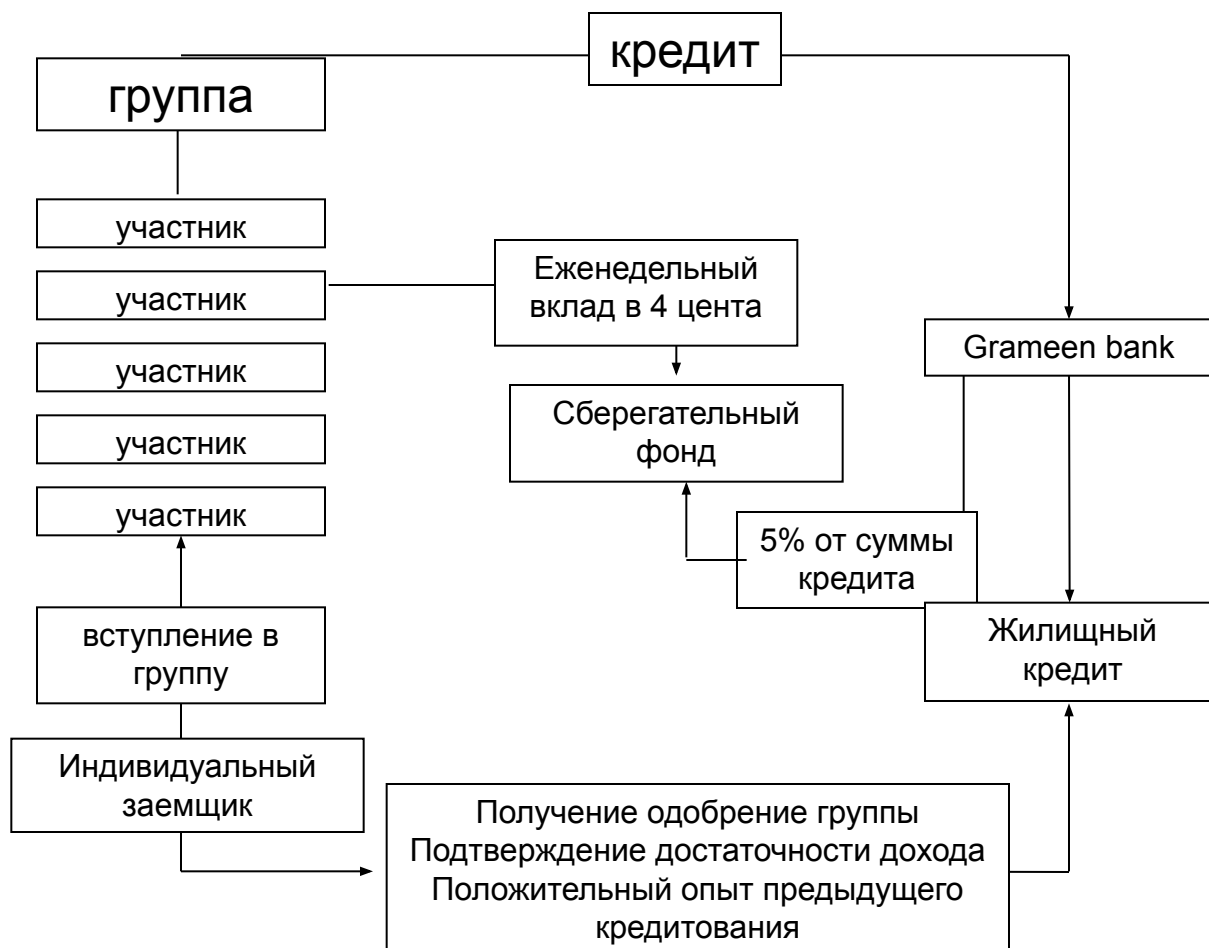 кредит
группа
участник
участник
участник
участник
участник
Еженедельный
вклад в 4 цента
Grameen bank
Сберегательный
фонд
5% от суммы
кредита
вступление в
группу
Жилищный
кредит
Индивидуальный
заемщик
Получение одобрение группы
Подтверждение достаточности дохода
Положительный опыт предыдущего
кредитования